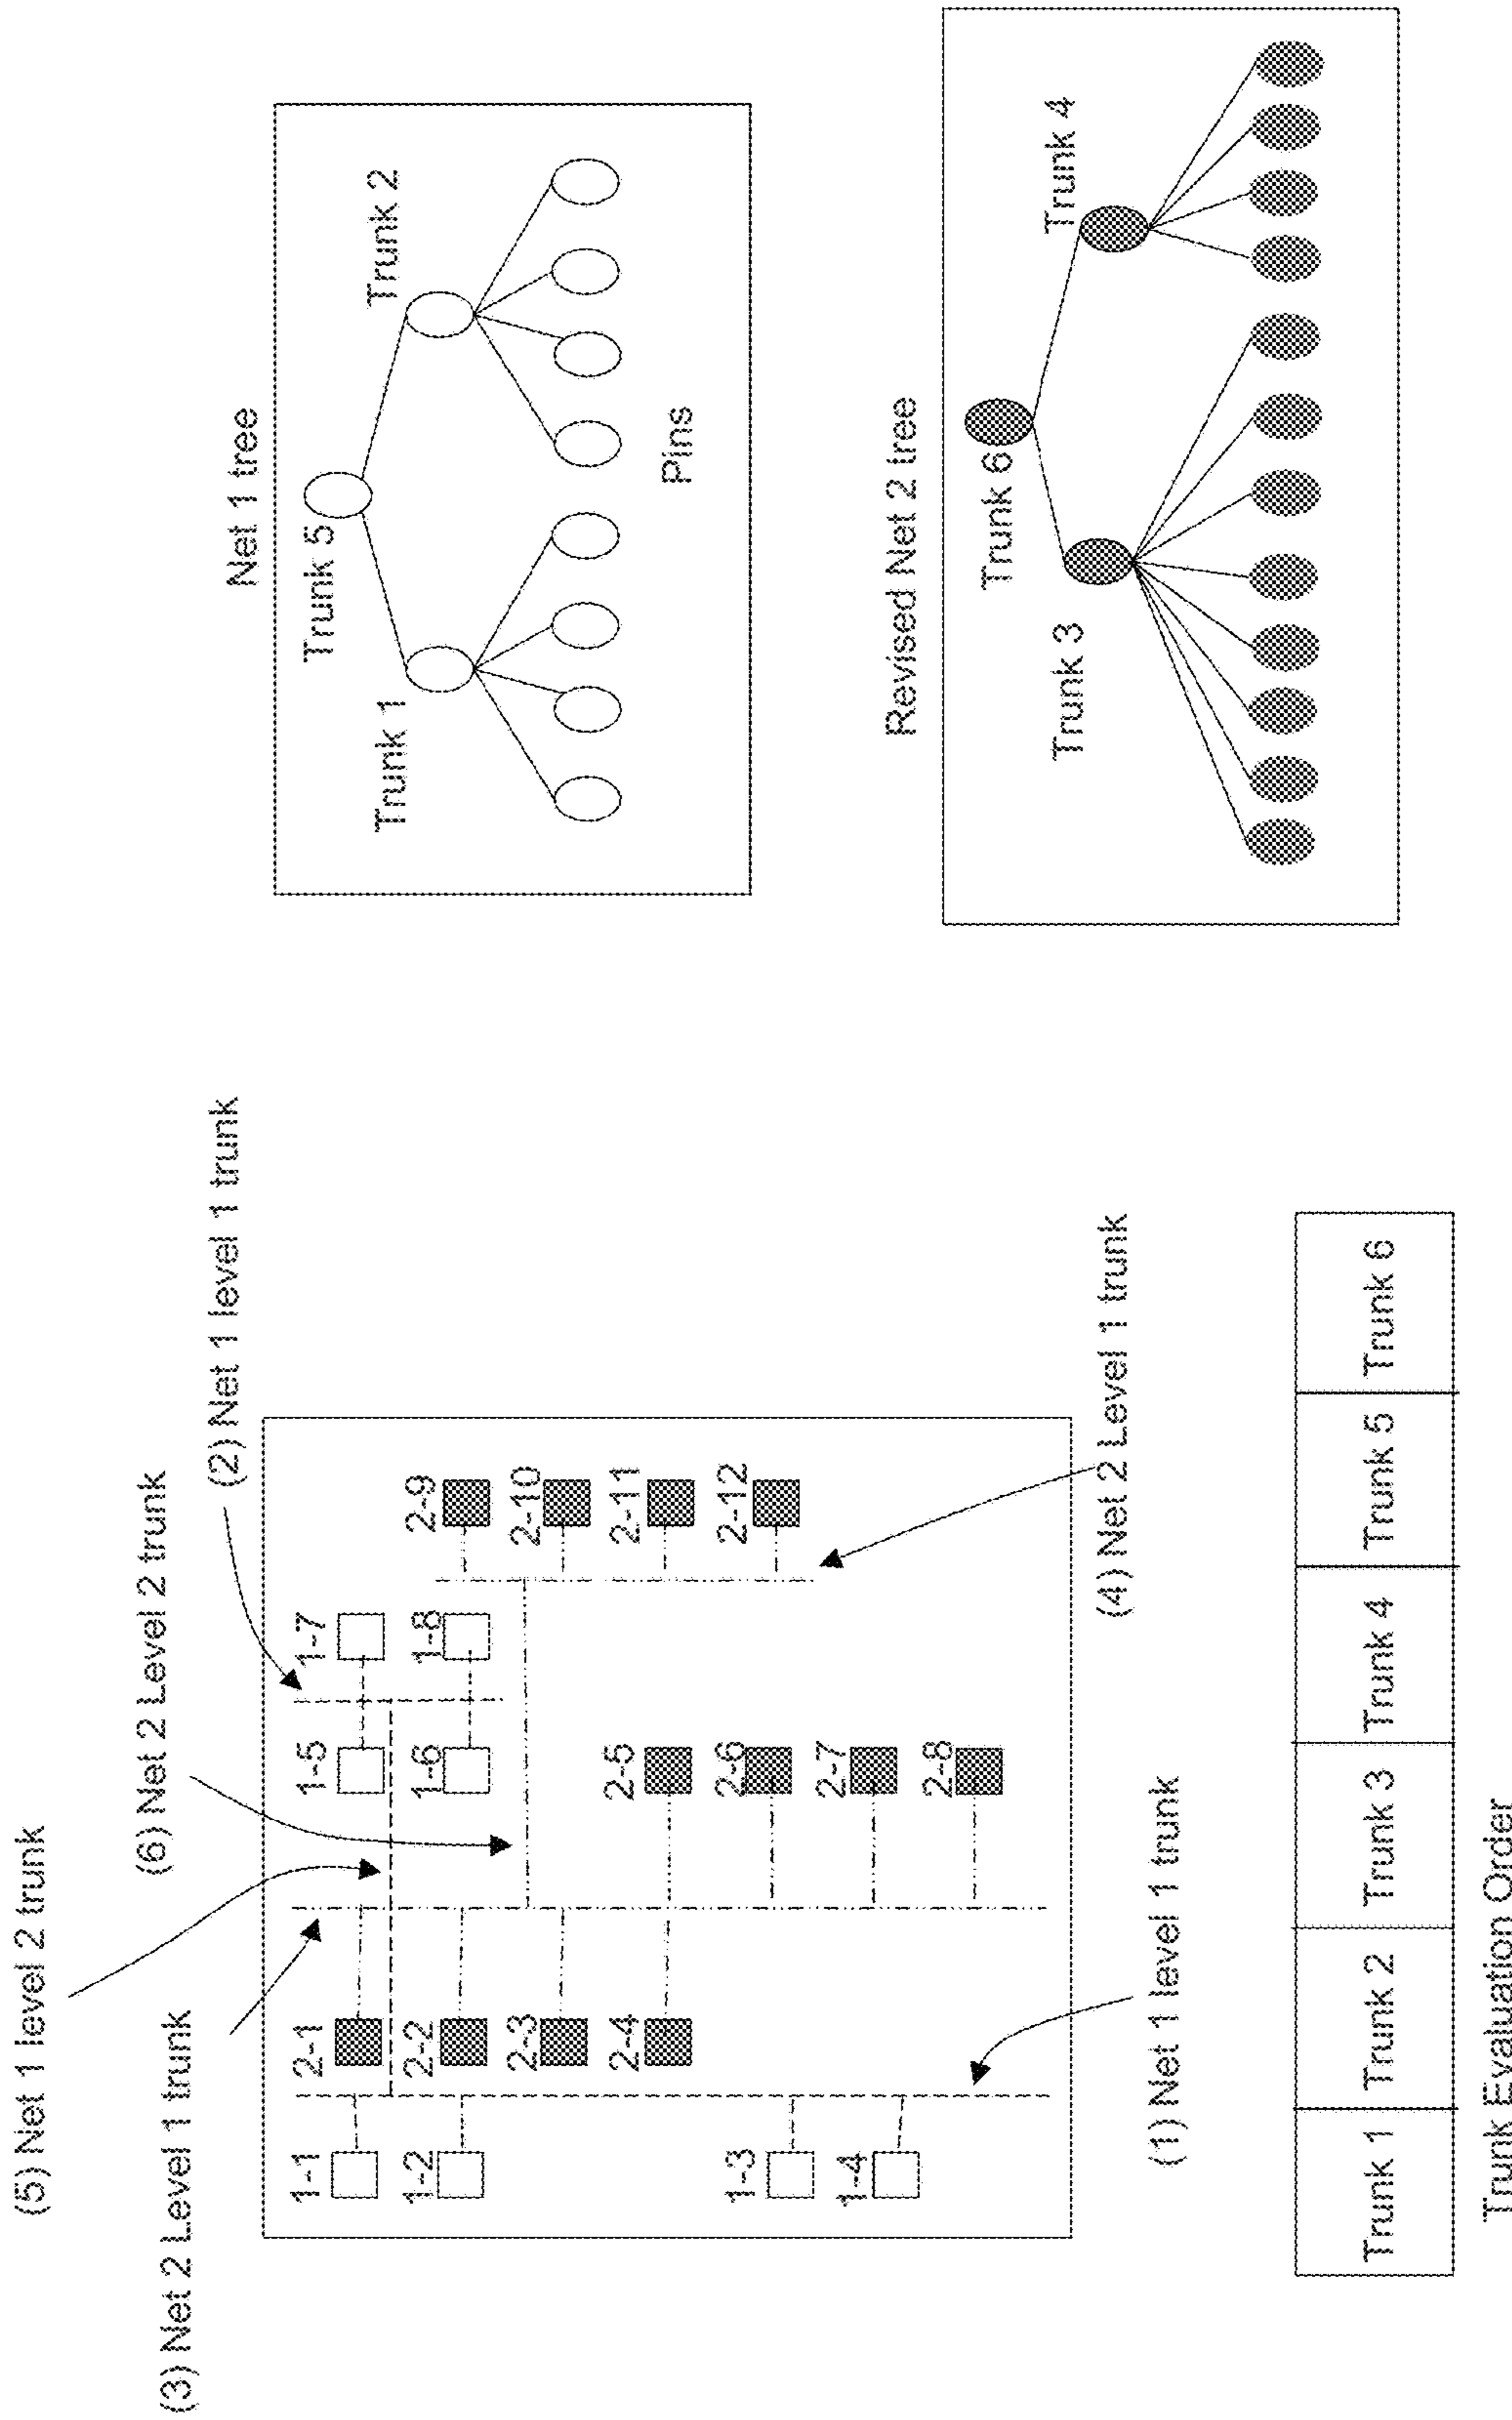 (5) Net 1 level 2 trunk
(6) Net 2 Level 2 trunk
(3) Net 2 Level 1 trunk
(2) Net 1 level 1 trunk
1-1
2-1
1-5
1-7
1-2
2-2
1-6
1-8
2-9
2-3
2-10
2-4
2-5
2-11
1-3
2-6
2-12
1-4
2-7
2-8
(1) Net 1 level 1 trunk
(4) Net 2 Level 1 trunk
Trunk 1
Trunk 2
Trunk 3
Trunk 4
Trunk 5
Trunk 6
Trunk Evaluation Order
Net 1 tree
Trunk 5
Trunk 1
Trunk 2
Pins
Revised Net 2 tree
Trunk 6
Trunk 3
Trunk 4